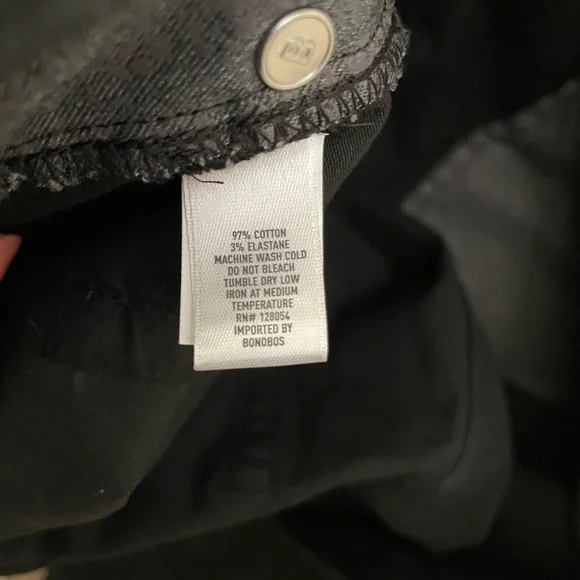 97% COTTON
3% ELASTANE
MACHINE WASH COLD
DO NOT BLEACH
TUMBLE DRY LOW
IRON AT MEDIUM
TEMPERATURE
RN# 128054
IMPORTED BY
BONOBOS